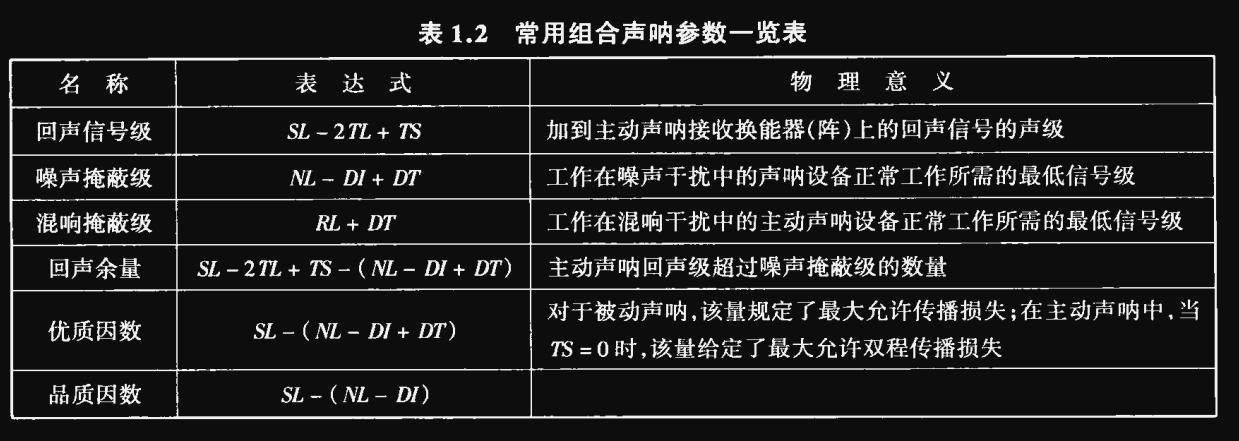 表 1.2 常用组合声呐参数一览表
名 称 表 达 式 物 理 意 义
回声信号级 SL - 2TL + TS 加到主动声呐接收换能器(阵)上的回声信号的声级
噪声掩蔽级 NL - DI + DT 工作在噪声干扰中的声呐设备正常工作所需的最低信号级
混响掩蔽级 RL + DT 工作在混响干扰中的主动声呐设备正常工作所需的最低信号级
回声余量 SL - 2TL + TS - (NL - DI + DT) 主动声呐回声级超过噪声掩蔽级的数量
优质因数 SL - (NL - DI + DT) 对于被动声呐,该量规定了最大允许传播损失;在主动声呐中,当
TS = 0 时,该量给定了最大允许双程传播损失
品质因数 SL - (NL - DI)